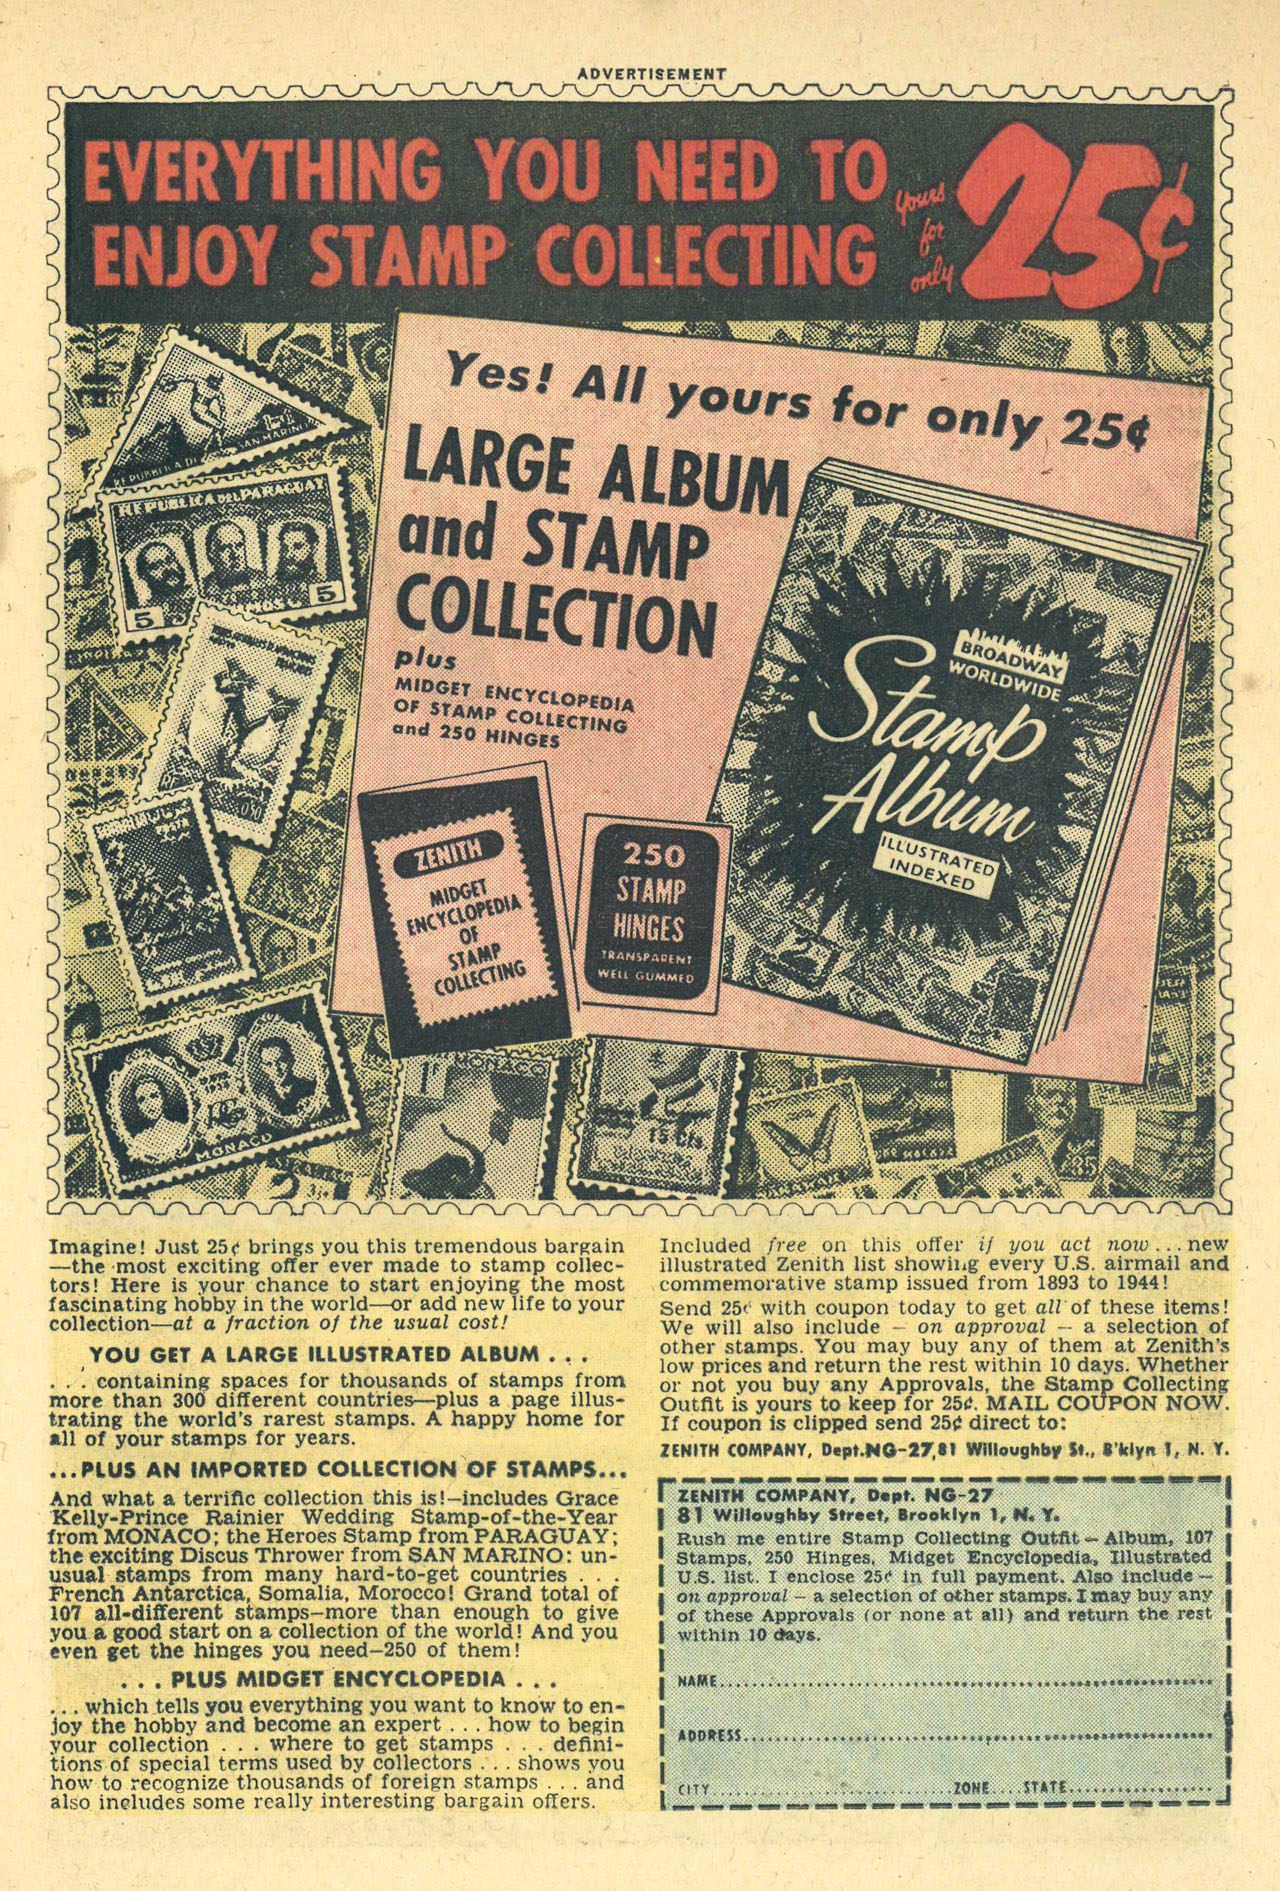 ADVERTISEMENT
EVERYTHING YOU NEED TO
ENJOY STAMP COLLECTING
Yours
for
only
25¢
Yes! All yours for only 25¢
LARGE ALBUM
and STAMP
COLLECTION
plus
MIDGET ENCYCLOPEDIA
OF STAMP COLLECTING
and 250 HINGES
BROADWAY
WORLDWIDE
Stamp
Album
ILLUSTRATED
INDEXED
ZENITH
MIDGET
ENCYCLOPEDIA
OF
STAMP
COLLECTING
250
STAMP
HINGES
TRANSPARENT
WELL GUMMED
SAN MARINO
REPUBBLICA DI
REPUBLICA DEL PARAGUAY
5
5
MONACO
1 MONACO
15 Cts.
35
Imagine! Just 25¢ brings you this tremendous bargain
—the most exciting offer ever made to stamp collec-
tors! Here is your chance to start enjoying the most
fascinating hobby in the world—or add new life to your
collection—at a fraction of the usual cost!
YOU GET A LARGE ILLUSTRATED ALBUM . . .
. . . containing spaces for thousands of stamps from
more than 300 different countries—plus a page illus-
trating the world's rarest stamps. A happy home for
all of your stamps for years.
...PLUS AN IMPORTED COLLECTION OF STAMPS...
And what a terrific collection this is!—includes Grace
Kelly-Prince Rainier Wedding Stamp-of-the-Year
from MONACO; the Heroes Stamp from PARAGUAY;
the exciting Discus Thrower from SAN MARINO: un-
usual stamps from many hard-to-get countries . . .
French Antarctica, Somalia, Morocco! Grand total of
107 all-different stamps—more than enough to give
you a good start on a collection of the world! And you
even get the hinges you need—250 of them!
. . . PLUS MIDGET ENCYCLOPEDIA . . .
. . . which tells you everything you want to know to en-
joy the hobby and become an expert . . . how to begin
your collection . . . where to get stamps . . . defini-
tions of special terms used by collectors . . . shows you
how to recognize thousands of foreign stamps . . . and
also includes some really interesting bargain offers.
Included free on this offer if you act now . . . new
illustrated Zenith list showing every U.S. airmail and
commemorative stamp issued from 1893 to 1944!
Send 25¢ with coupon today to get all of these items!
We will also include — on approval — a selection of
other stamps. You may buy any of them at Zenith's
low prices and return the rest within 10 days. Whether
or not you buy any Approvals, the Stamp Collecting
Outfit is yours to keep for 25¢. MAIL COUPON NOW.
If coupon is clipped send 25¢ direct to:
ZENITH COMPANY, Dept.NG-27,81 Willoughby St., B'klyn 1, N. Y.
ZENITH COMPANY, Dept. NG-27
81 Willoughby Street, Brooklyn 1, N. Y.
Rush me entire Stamp Collecting Outfit — Album, 107
Stamps, 250 Hinges, Midget Encyclopedia, Illustrated
U.S. list. I enclose 25¢ in full payment. Also include —
on approval — a selection of other stamps. I may buy any
of these Approvals (or none at all) and return the rest
within 10 days.
NAME
ADDRESS
CITY ZONE STATE